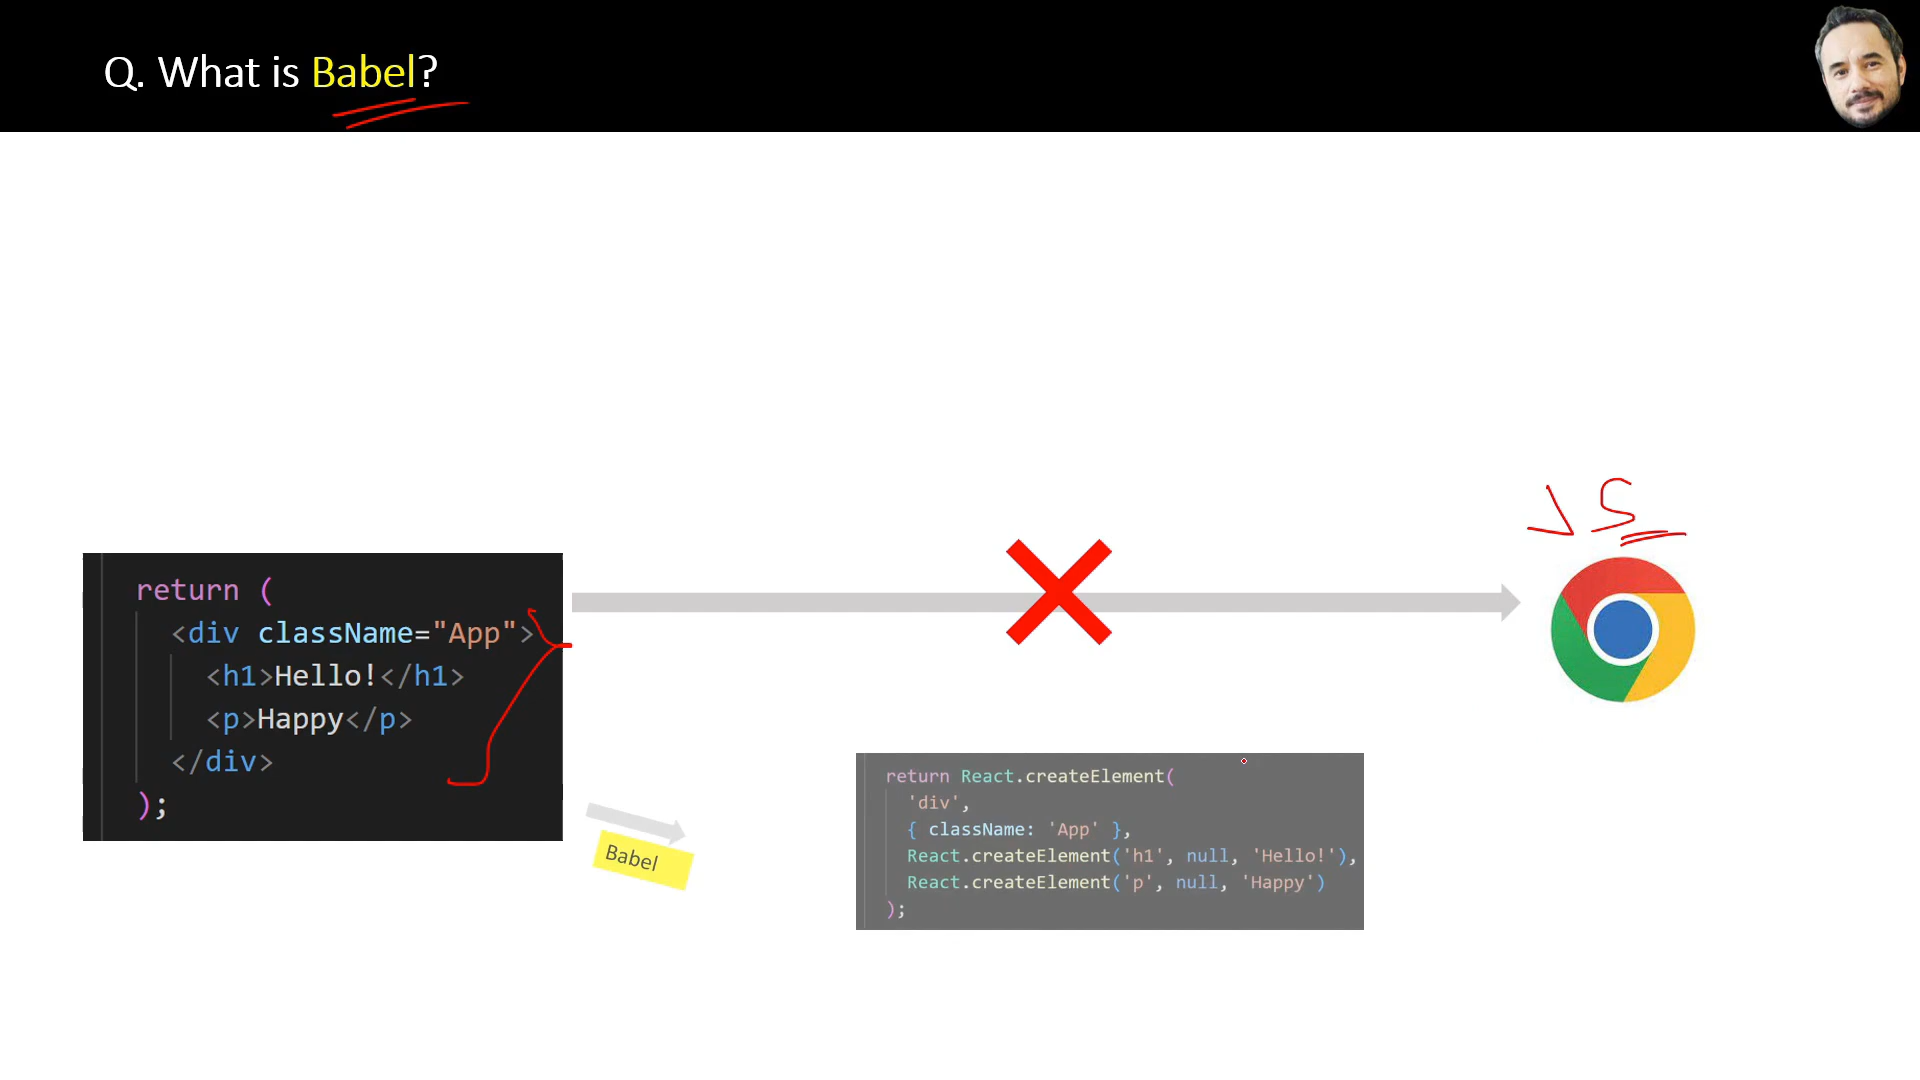 Q. What is Babel?
JS
return (
<div className="App">
<h1>Hello!</h1>
<p>Happy</p>
</div>
);
Babel
return React.createElement(
'div',
{ className: 'App' },
React.createElement('h1', null, 'Hello!'),
React.createElement('p', null, 'Happy')
);